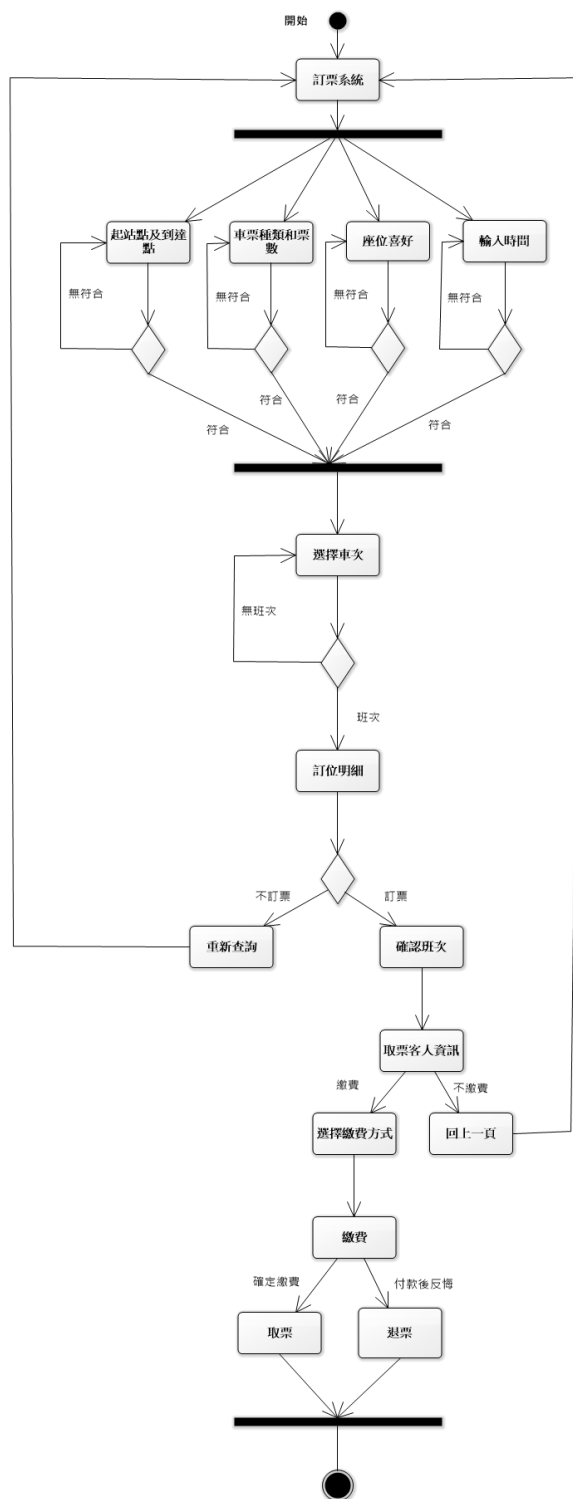 開始
訂票系統
起站點及到達
點
車票種類和票
數
座位喜好
輸入時間
無符合
無符合
無符合
無符合
符合
符合
符合
符合
選擇車次
無班次
班次
訂位明細
不訂票
訂票
重新查詢
確認班次
取票客人資訊
繳費
不繳費
選擇繳費方式
回上一頁
繳費
確定繳費
付款後反悔
取票
退票